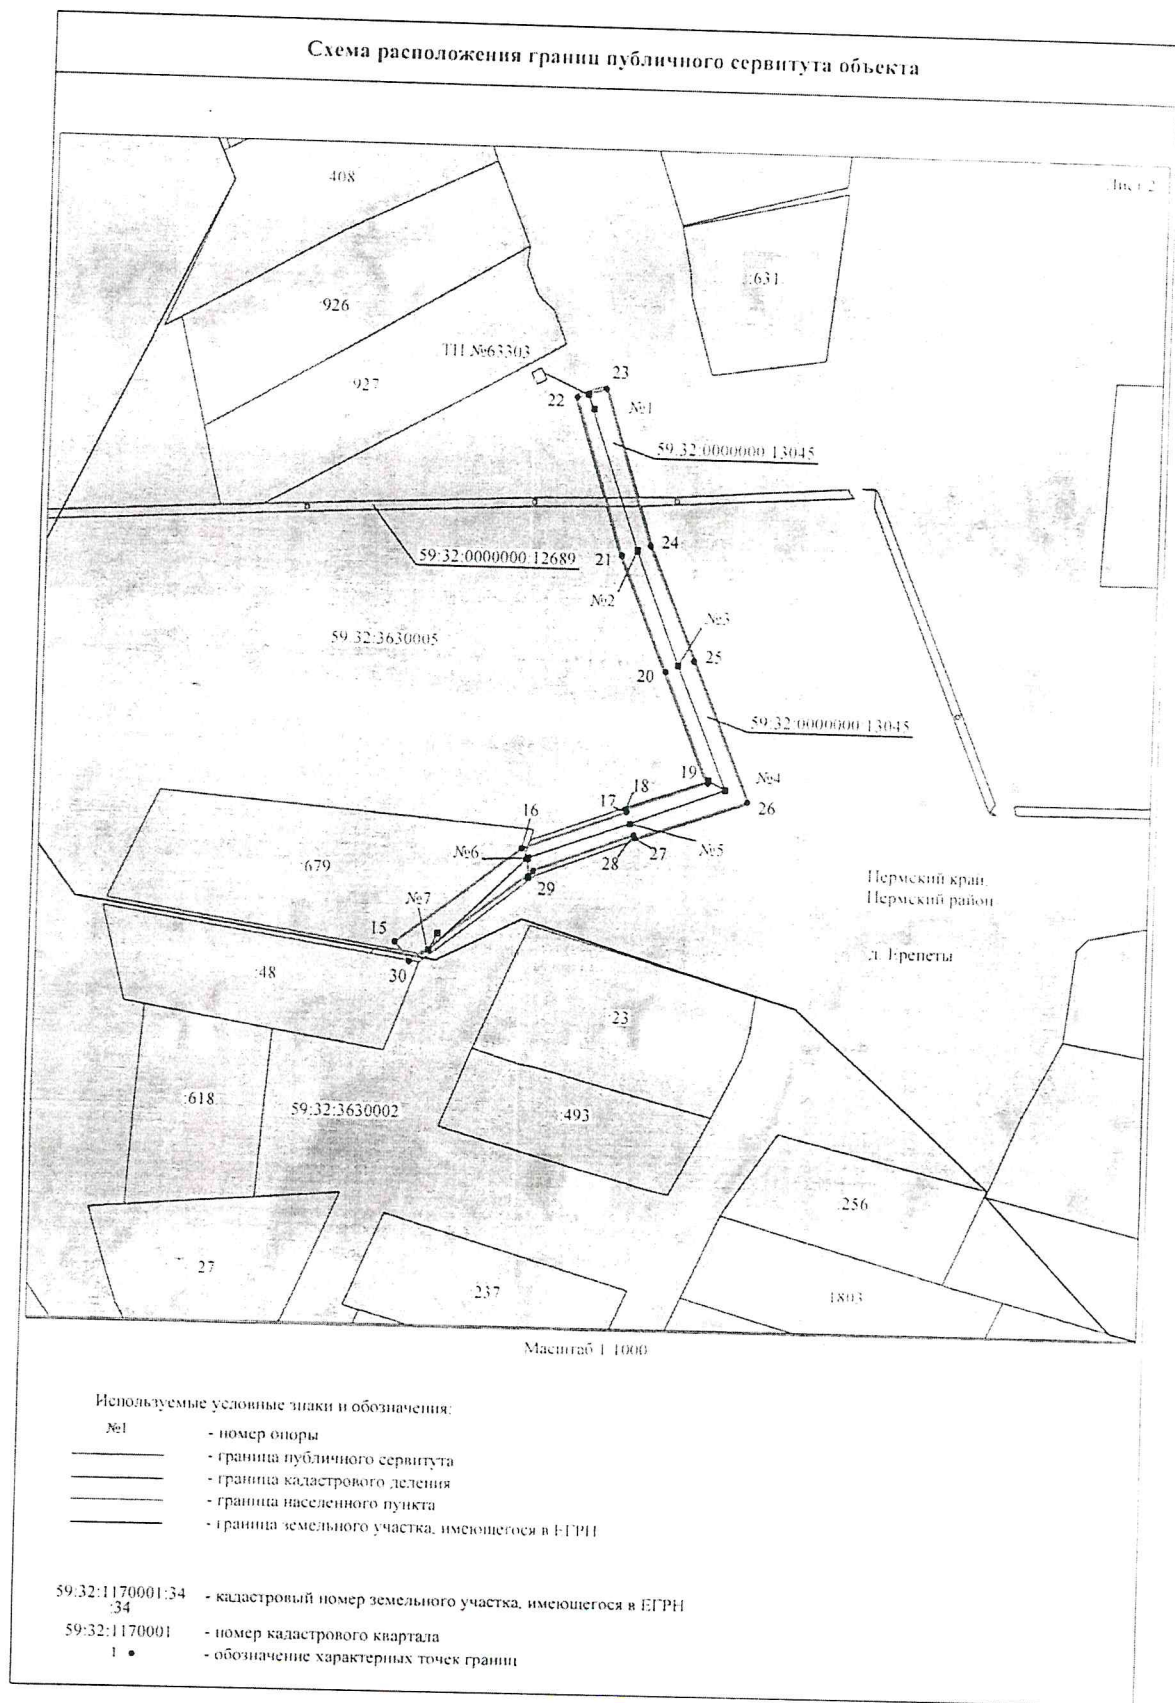 Схема расположения границ публичного сервитута объекта
Лист 2
408
:631
926
ТП №63303
927
23
22
№1
59:32:0000000:13045
24
59:32:0000000:12689
21
№2
59:32:3630005
№3
25
20
59:32:0000000:13045
19
№4
18
17
26
16
№5
№6
28
27
:679
29
Пермский край,
Пермский район
№7
15
д. Ерепеты
30
:48
:23
:618
59:32:3630002
:493
:256
27
:237
1803
Масштаб 1:1000
Используемые условные знаки и обозначения:
№1 - номер опоры
- граница публичного сервитута
- граница кадастрового деления
- граница населенного пункта
- граница земельного участка, имеющегося в ЕГРН
59:32:1170001:34 - кадастровый номер земельного участка, имеющегося в ЕГРН
:34
59:32:1170001 - номер кадастрового квартала
1 ● - обозначение характерных точек границ